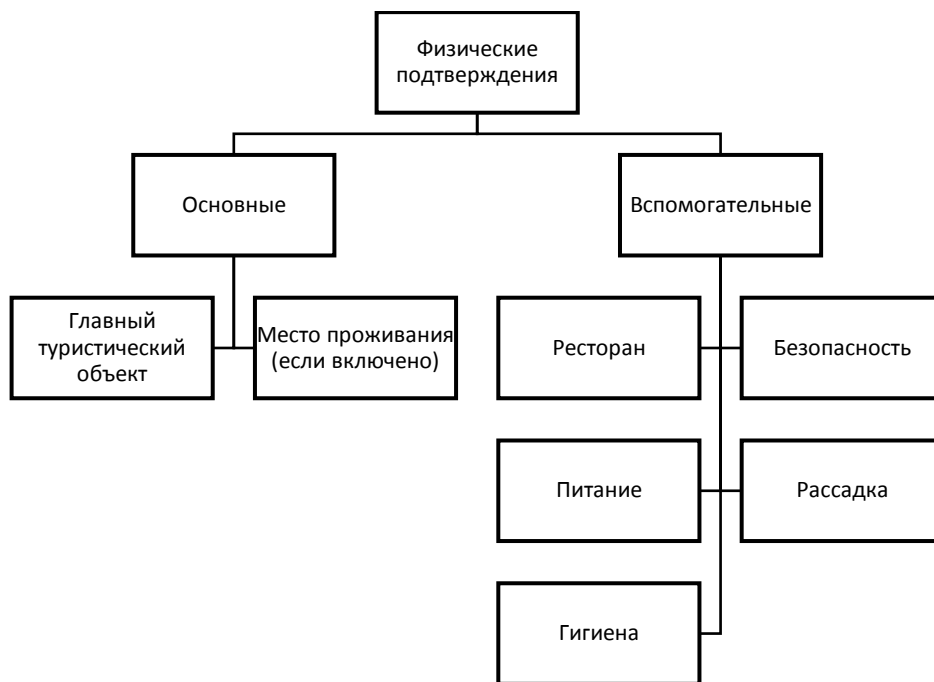 Физические
подтверждения
Основные
Вспомогательные
Главный
туристический
объект
Место проживания
(если включено)
Ресторан
Безопасность
Питание
Рассадка
Гигиена